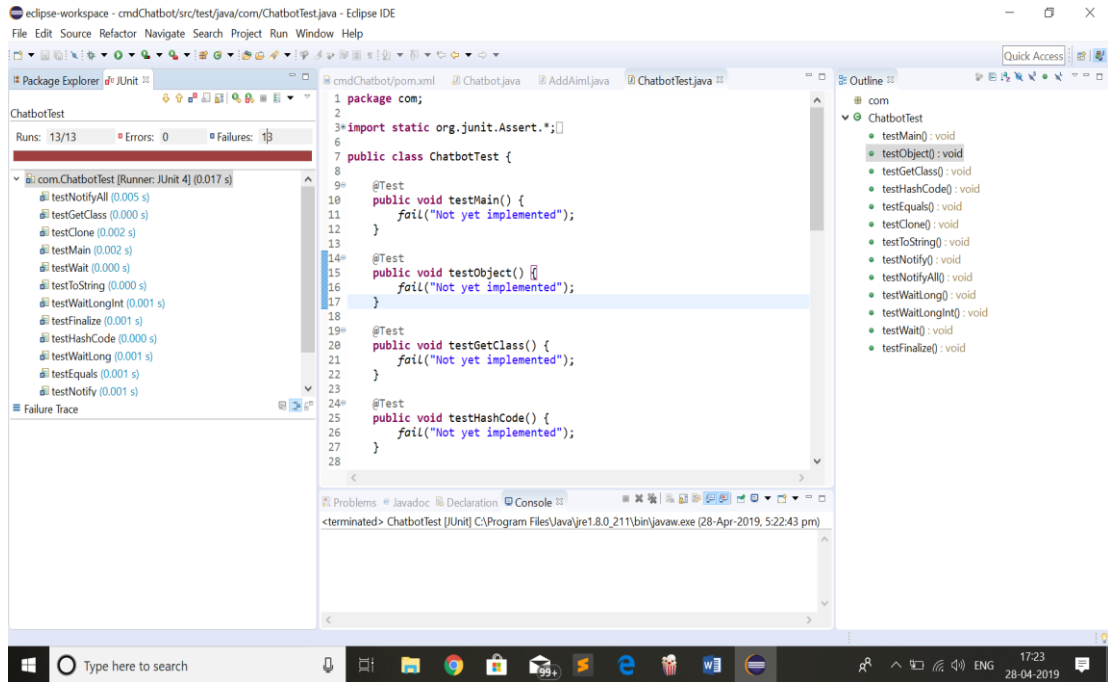 eclipse-workspace - cmdChatbot/src/test/java/com/ChatbotTest.java - Eclipse IDE
File Edit Source Refactor Navigate Search Project Run Window Help
Quick Access
Package Explorer JUnit
ChatbotTest
Runs: 13/13 Errors: 0 Failures: 13
com.ChatbotTest [Runner: JUnit 4] (0.017 s)
testNotifyAll (0.005 s)
testGetClass (0.000 s)
testClone (0.002 s)
testMain (0.002 s)
testWait (0.000 s)
testToString (0.000 s)
testWaitLongInt (0.001 s)
testFinalize (0.001 s)
testHashCode (0.000 s)
testWaitLong (0.001 s)
testEquals (0.001 s)
testNotify (0.001 s)
Failure Trace
cmdChatbot/pom.xml Chatbot.java AddAiml.java ChatbotTest.java
1 package com;
2
3 import static org.junit.Assert.*;
6
7 public class ChatbotTest {
8
9 @Test
10 public void testMain() {
11 fail("Not yet implemented");
12 }
13
14 @Test
15 public void testObject() {
16 fail("Not yet implemented");
17 }
18
19 @Test
20 public void testGetClass() {
21 fail("Not yet implemented");
22 }
23
24 @Test
25 public void testHashCode() {
26 fail("Not yet implemented");
27 }
28
Problems Javadoc Declaration Console
<terminated> ChatbotTest [JUnit] C:\Program Files\Java\jre1.8.0_211\bin\javaw.exe (28-Apr-2019, 5:22:43 pm)
Outline
com
ChatbotTest
testMain() : void
testObject() : void
testGetClass() : void
testHashCode() : void
testEquals() : void
testClone() : void
testToString() : void
testNotify() : void
testNotifyAll() : void
testWaitLong() : void
testWaitLongInt() : void
testWait() : void
testFinalize() : void
Type here to search
99+
ENG
17:23
28-04-2019